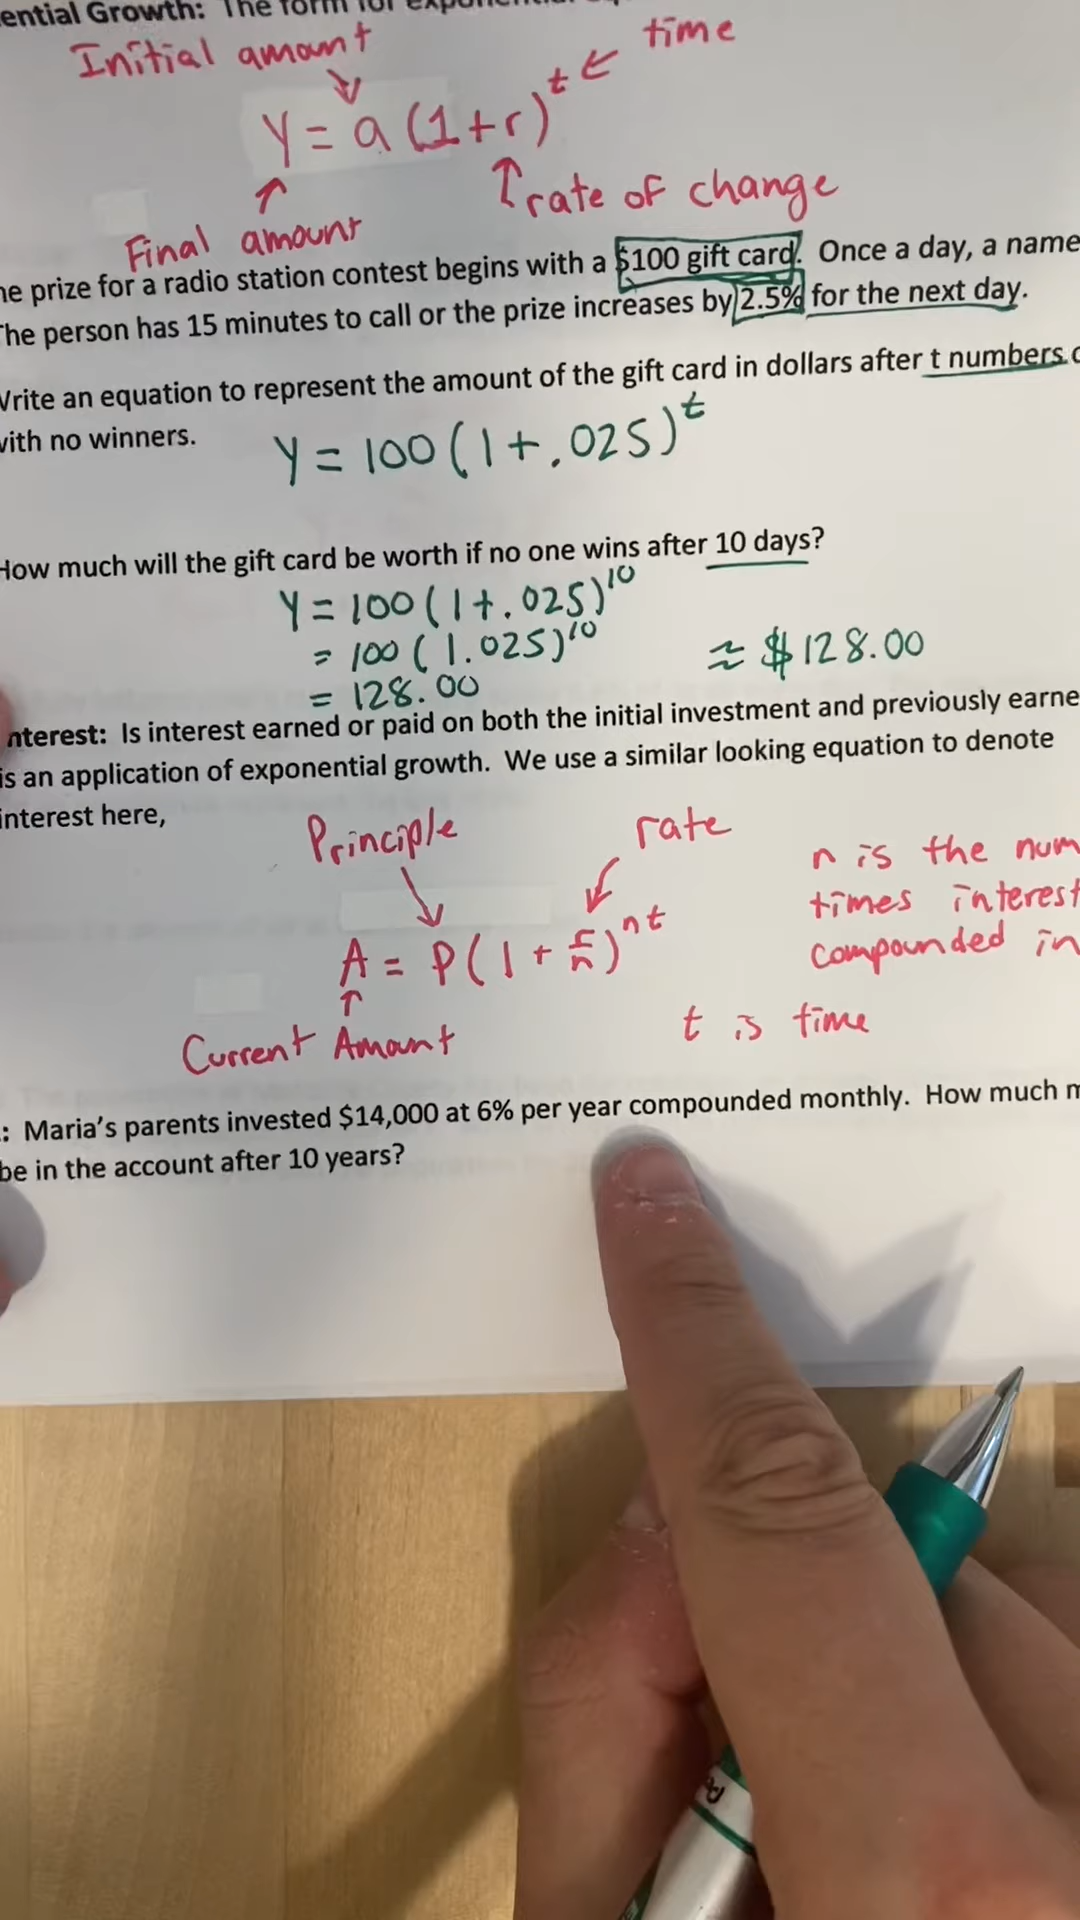 ential Growth: The form for exponential
Initial amount
time
Y = a (1+r)^t
Final amount
rate of change
he prize for a radio station contest begins with a $100 gift card. Once a day, a name
The person has 15 minutes to call or the prize increases by 2.5% for the next day.
Write an equation to represent the amount of the gift card in dollars after t numbers
with no winners.
Y = 100 (1+.025)^t
How much will the gift card be worth if no one wins after 10 days?
Y = 100 (1+.025)^10
= 100 (1.025)^10
≈ $128.00
= 128.00
nterest: Is interest earned or paid on both the initial investment and previously earne
is an application of exponential growth. We use a similar looking equation to denote
interest here,
Principle
rate
n is the num
times interest
compounded in
A = P(1 + r/n)^nt
Current Amount
t is time
: Maria's parents invested $14,000 at 6% per year compounded monthly. How much m
be in the account after 10 years?